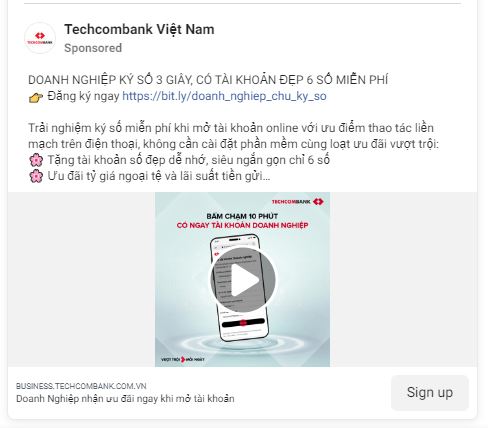 Techcombank Việt Nam
TECHCOMBANK
Sponsored
DOANH NGHIỆP KÝ SỐ 3 GIÂY, CÓ TÀI KHOẢN ĐẸP 6 SỐ MIỄN PHÍ
👉 Đăng ký ngay https://bit.ly/doanh_nghiep_chu_ky_so
Trải nghiệm ký số miễn phí khi mở tài khoản online với ưu điểm thao tác liền
mạch trên điện thoại, không cần cài đặt phần mềm cùng loạt ưu đãi vượt trội:
🌸 Tặng tài khoản số đẹp dễ nhớ, siêu ngắn gọn chỉ 6 số
🌸 Ưu đãi tỷ giá ngoại tệ và lãi suất tiền gửi...
TECHCOMBANK
BẤM CHẠM 10 PHÚT
CÓ NGAY TÀI KHOẢN DOANH NGHIỆP
VƯỢT TRỘI MỖI NGÀY
BUSINESS.TECHCOMBANK.COM.VN
Doanh Nghiệp nhận ưu đãi ngay khi mở tài khoản
Sign up